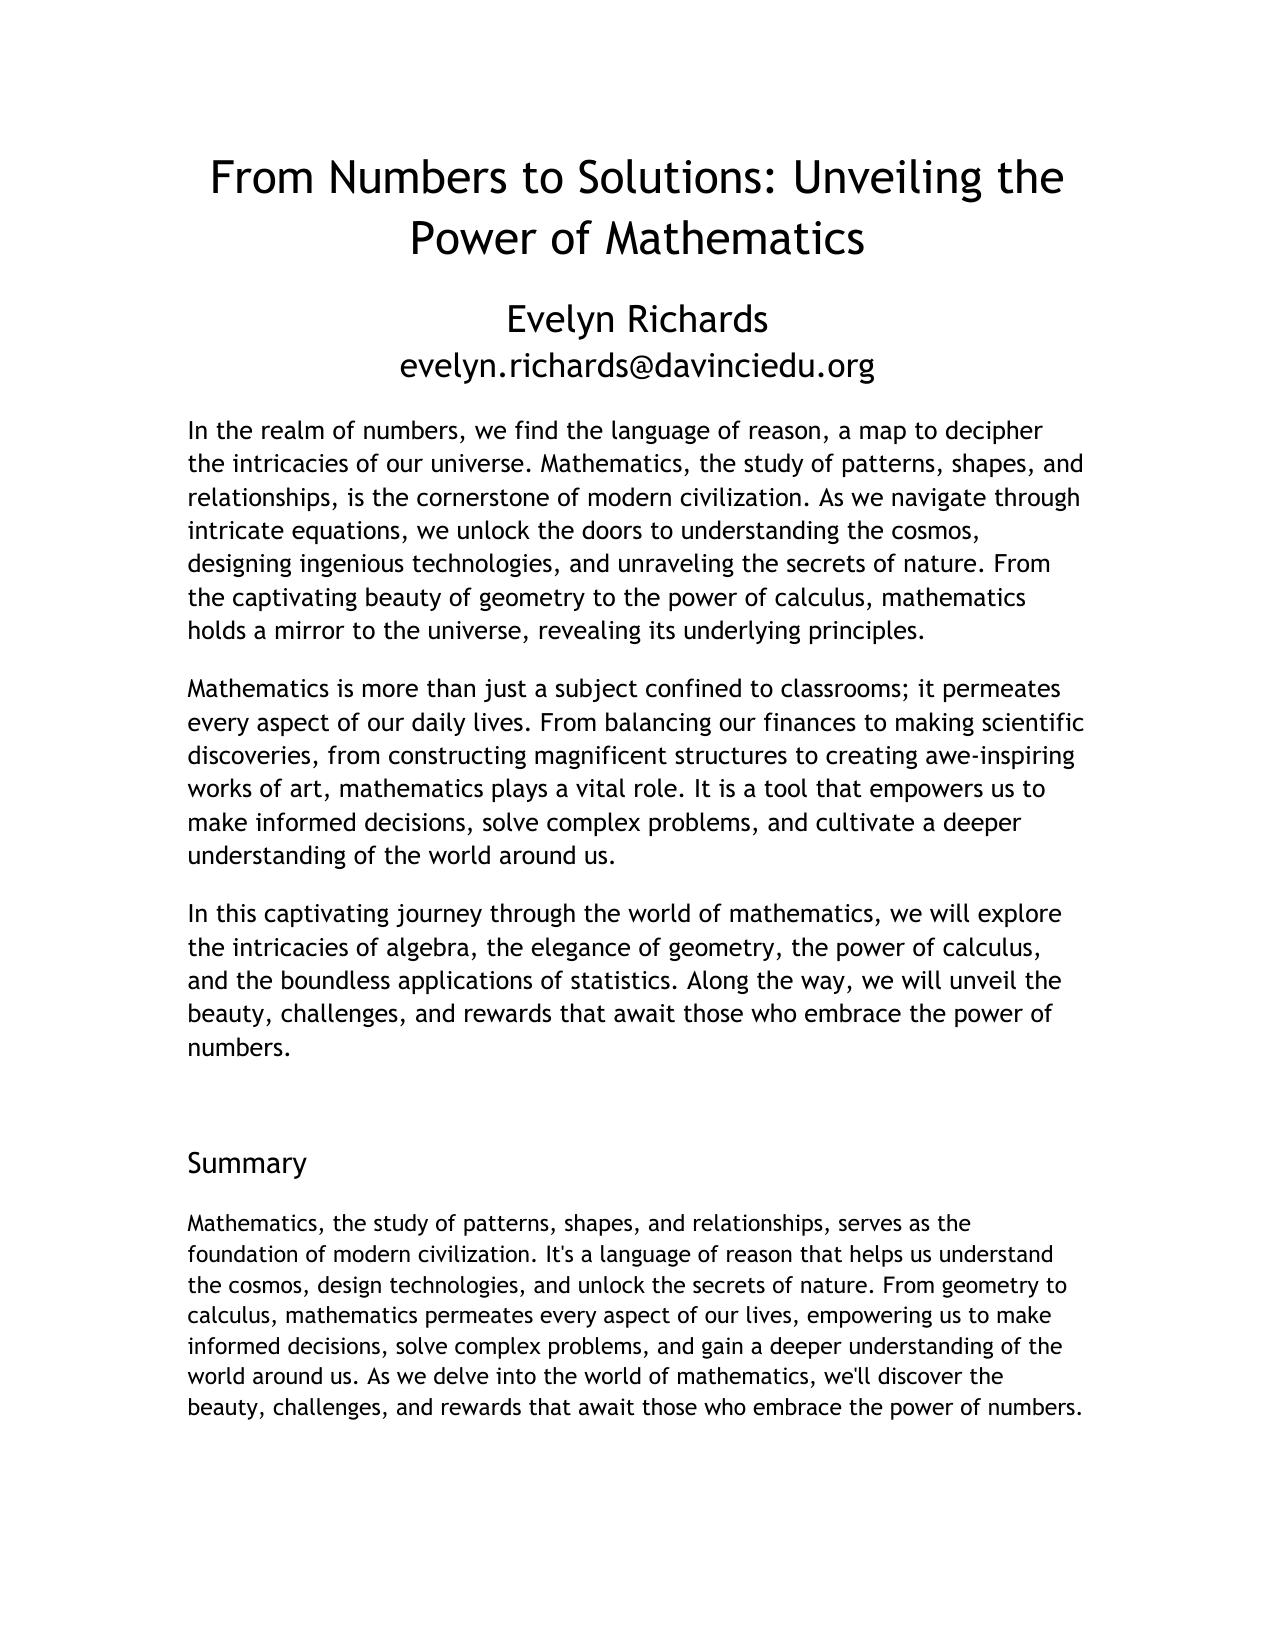 From Numbers to Solutions: Unveiling the
Power of Mathematics
Evelyn Richards
evelyn.richards@davinciedu.org
In the realm of numbers, we find the language of reason, a map to decipher
the intricacies of our universe. Mathematics, the study of patterns, shapes, and
relationships, is the cornerstone of modern civilization. As we navigate through
intricate equations, we unlock the doors to understanding the cosmos,
designing ingenious technologies, and unraveling the secrets of nature. From
the captivating beauty of geometry to the power of calculus, mathematics
holds a mirror to the universe, revealing its underlying principles.
Mathematics is more than just a subject confined to classrooms; it permeates
every aspect of our daily lives. From balancing our finances to making scientific
discoveries, from constructing magnificent structures to creating awe-inspiring
works of art, mathematics plays a vital role. It is a tool that empowers us to
make informed decisions, solve complex problems, and cultivate a deeper
understanding of the world around us.
In this captivating journey through the world of mathematics, we will explore
the intricacies of algebra, the elegance of geometry, the power of calculus,
and the boundless applications of statistics. Along the way, we will unveil the
beauty, challenges, and rewards that await those who embrace the power of
numbers.
Summary
Mathematics, the study of patterns, shapes, and relationships, serves as the
foundation of modern civilization. It's a language of reason that helps us understand
the cosmos, design technologies, and unlock the secrets of nature. From geometry to
calculus, mathematics permeates every aspect of our lives, empowering us to make
informed decisions, solve complex problems, and gain a deeper understanding of the
world around us. As we delve into the world of mathematics, we'll discover the
beauty, challenges, and rewards that await those who embrace the power of numbers.